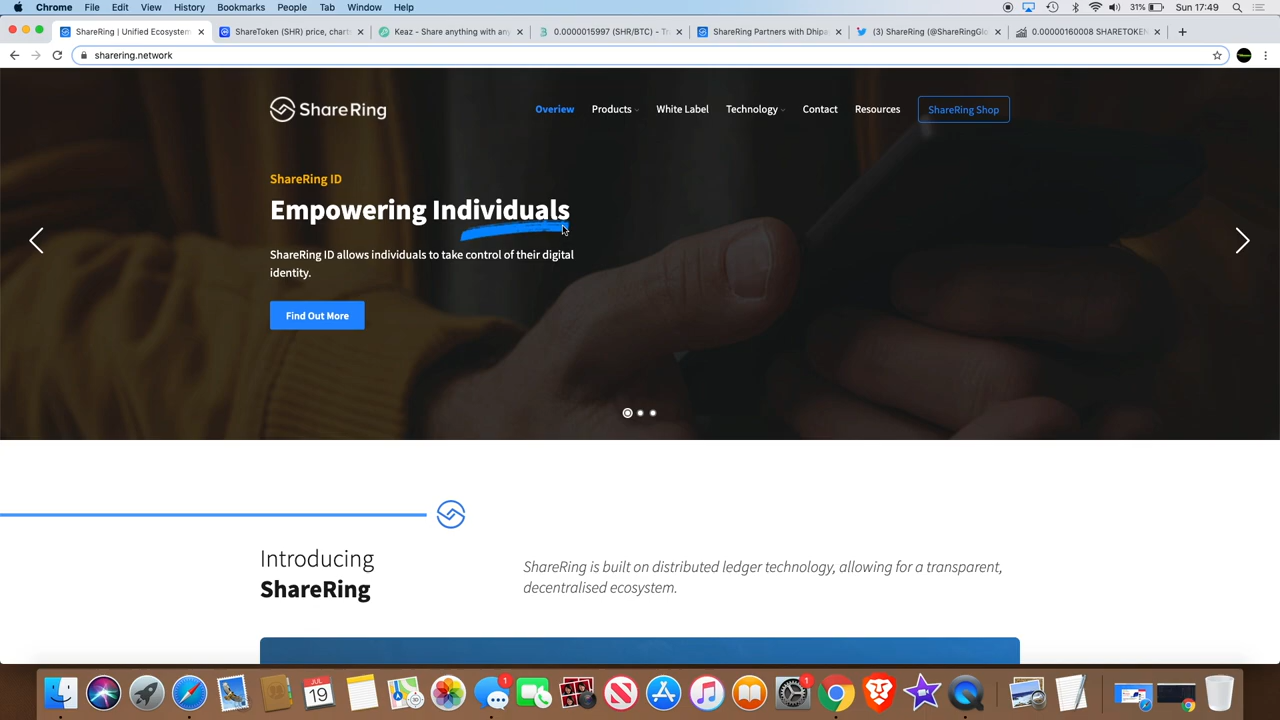 Chrome File Edit View History Bookmarks People Tab Window Help 31% Sun 17:49
ShareRing | Unified Ecosystem ShareToken (SHR) price, chart Keaz - Share anything with any 0.0000015997 (SHR/BTC) - Tr ShareRing Partners with Dhipa (3) ShareRing (@ShareRingGlo 0.00000160008 SHARETOKE
sharering.network
ShareRing Overiew Products White Label Technology Contact Resources ShareRing Shop
ShareRing ID
Empowering Individuals
ShareRing ID allows individuals to take control of their digital
identity.
Find Out More
Introducing
ShareRing
ShareRing is built on distributed ledger technology, allowing for a transparent,
decentralised ecosystem.
JUL
19
1
1